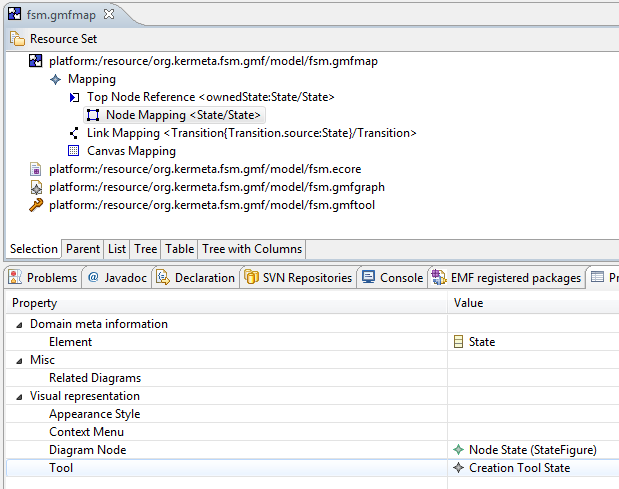 fsm.gmfmap
Resource Set
platform:/resource/org.kermeta.fsm.gmf/model/fsm.gmfmap
Mapping
Top Node Reference <ownedState:State/State>
Node Mapping <State/State>
Link Mapping <Transition{Transition.source:State}/Transition>
Canvas Mapping
platform:/resource/org.kermeta.fsm.gmf/model/fsm.ecore
platform:/resource/org.kermeta.fsm.gmf/model/fsm.gmfgraph
platform:/resource/org.kermeta.fsm.gmf/model/fsm.gmftool
Selection Parent List Tree Table Tree with Columns
Problems @ Javadoc Declaration SVN Repositories Console EMF registered packages Pr
Property Value
Domain meta information
Element State
Misc
Related Diagrams
Visual representation
Appearance Style
Context Menu
Diagram Node Node State (StateFigure)
Tool Creation Tool State